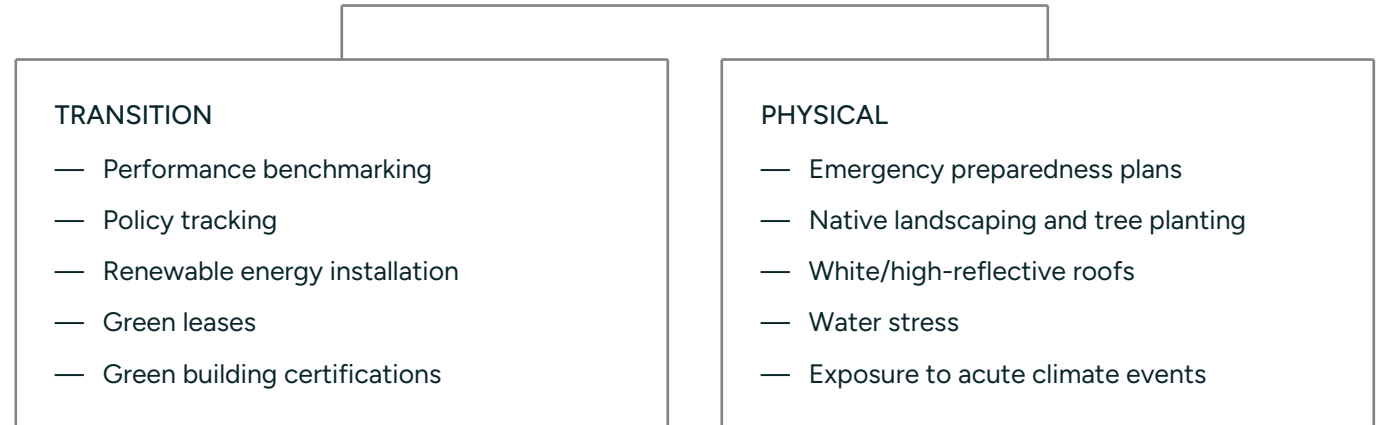 TRANSITION
— Performance benchmarking
— Policy tracking
— Renewable energy installation
— Green leases
— Green building certifications
PHYSICAL
— Emergency preparedness plans
— Native landscaping and tree planting
— White/high-reflective roofs
— Water stress
— Exposure to acute climate events